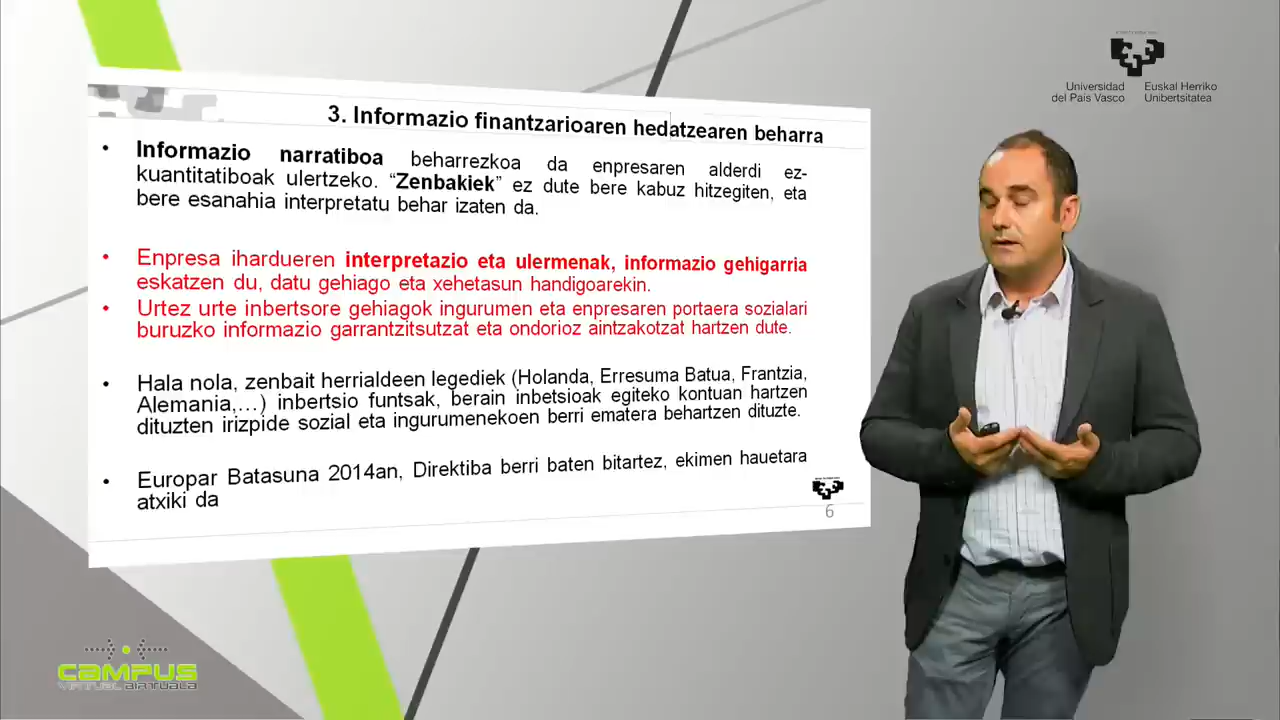 Universidad
del País Vasco
Euskal Herriko
Unibertsitatea
3. Informazio finantzarioaren hedatzearen beharra
• Informazio narratiboa beharrezkoa da enpresaren alderdi ez-
kuantitatiboak ulertzeko. “Zenbakiek” ez dute bere kabuz hitzegiten, eta
bere esanahia interpretatu behar izaten da.
• Enpresa ihardueren interpretazio eta ulermenak, informazio gehigarria
eskatzen du, datu gehiago eta xehetasun handigoarekin.
• Urtez urte inbertsore gehiagok ingurumen eta enpresaren portaera sozialari
buruzko informazio garrantzitsutzat eta ondorioz aintzakotzat hartzen dute.
• Hala nola, zenbait herrialdeen legediek (Holanda, Erresuma Batua, Frantzia,
Alemania,…) inbertsio funtsak, berain inbetsioak egiteko kontuan hartzen
dituzten irizpide sozial eta ingurumenekoen berri ematera behartzen dituzte.
• Europar Batasuna 2014an, Direktiba berri baten bitartez, ekimen hauetara
atxiki da
6
CAMPUS
VIRTUAL BIRTUALA